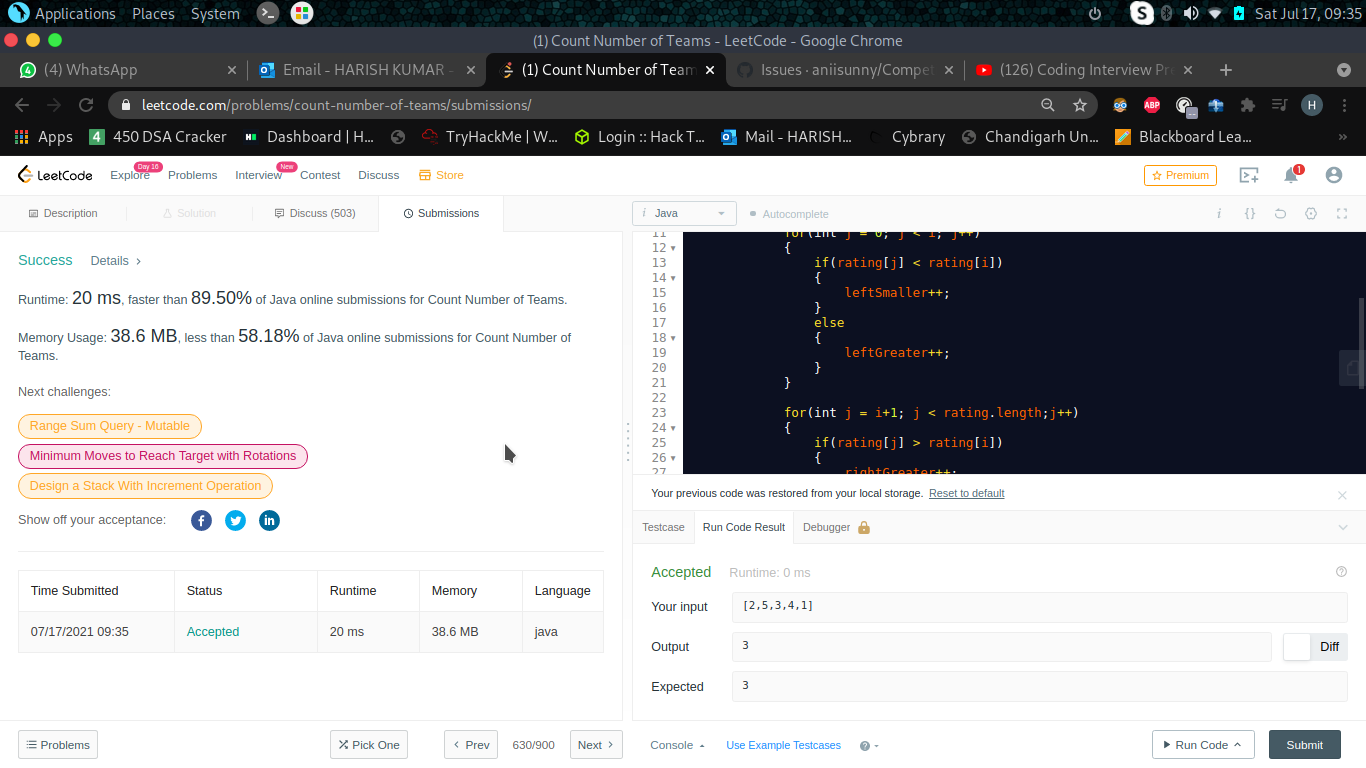 Applications Places System S Sat Jul 17, 09:35
(1) Count Number of Teams - LeetCode - Google Chrome
(4) WhatsApp × Email - HARISH KUMAR - × (1) Count Number of Team × Issues · aniisunny/Compet × (126) Coding Interview Pre × +
leetcode.com/problems/count-number-of-teams/submissions/ ABP H
Apps 4 450 DSA Cracker Dashboard | H... TryHackMe | W... Login :: Hack T... Mail - HARISH... Cybrary Chandigarh Un... Blackboard Lea... »
LeetCode Explore Day 16 Problems Interview New Contest Discuss Store Premium 1
Description Solution Discuss (503) Submissions
i Java Autocomplete i {}
Success Details >
Runtime: 20 ms, faster than 89.50% of Java online submissions for Count Number of Teams.
Memory Usage: 38.6 MB, less than 58.18% of Java online submissions for Count Number of
Teams.
Next challenges:
Range Sum Query - Mutable
Minimum Moves to Reach Target with Rotations
Design a Stack With Increment Operation
Show off your acceptance:
Time Submitted Status Runtime Memory Language
07/17/2021 09:35 Accepted 20 ms 38.6 MB java
11 for(int j = 0; j < i; j++)
12 {
13 if(rating[j] < rating[i])
14 {
15 leftSmaller++;
16 }
17 else
18 {
19 leftGreater++;
20 }
21 }
22
23 for(int j = i+1; j < rating.length;j++)
24 {
25 if(rating[j] > rating[i])
26 {
27 rightGreater++;
Your previous code was restored from your local storage. Reset to default
Testcase Run Code Result Debugger
Accepted Runtime: 0 ms
Your input [2,5,3,4,1]
Output 3 Diff
Expected 3
Problems Pick One < Prev 630/900 Next > Console Use Example Testcases Run Code Submit